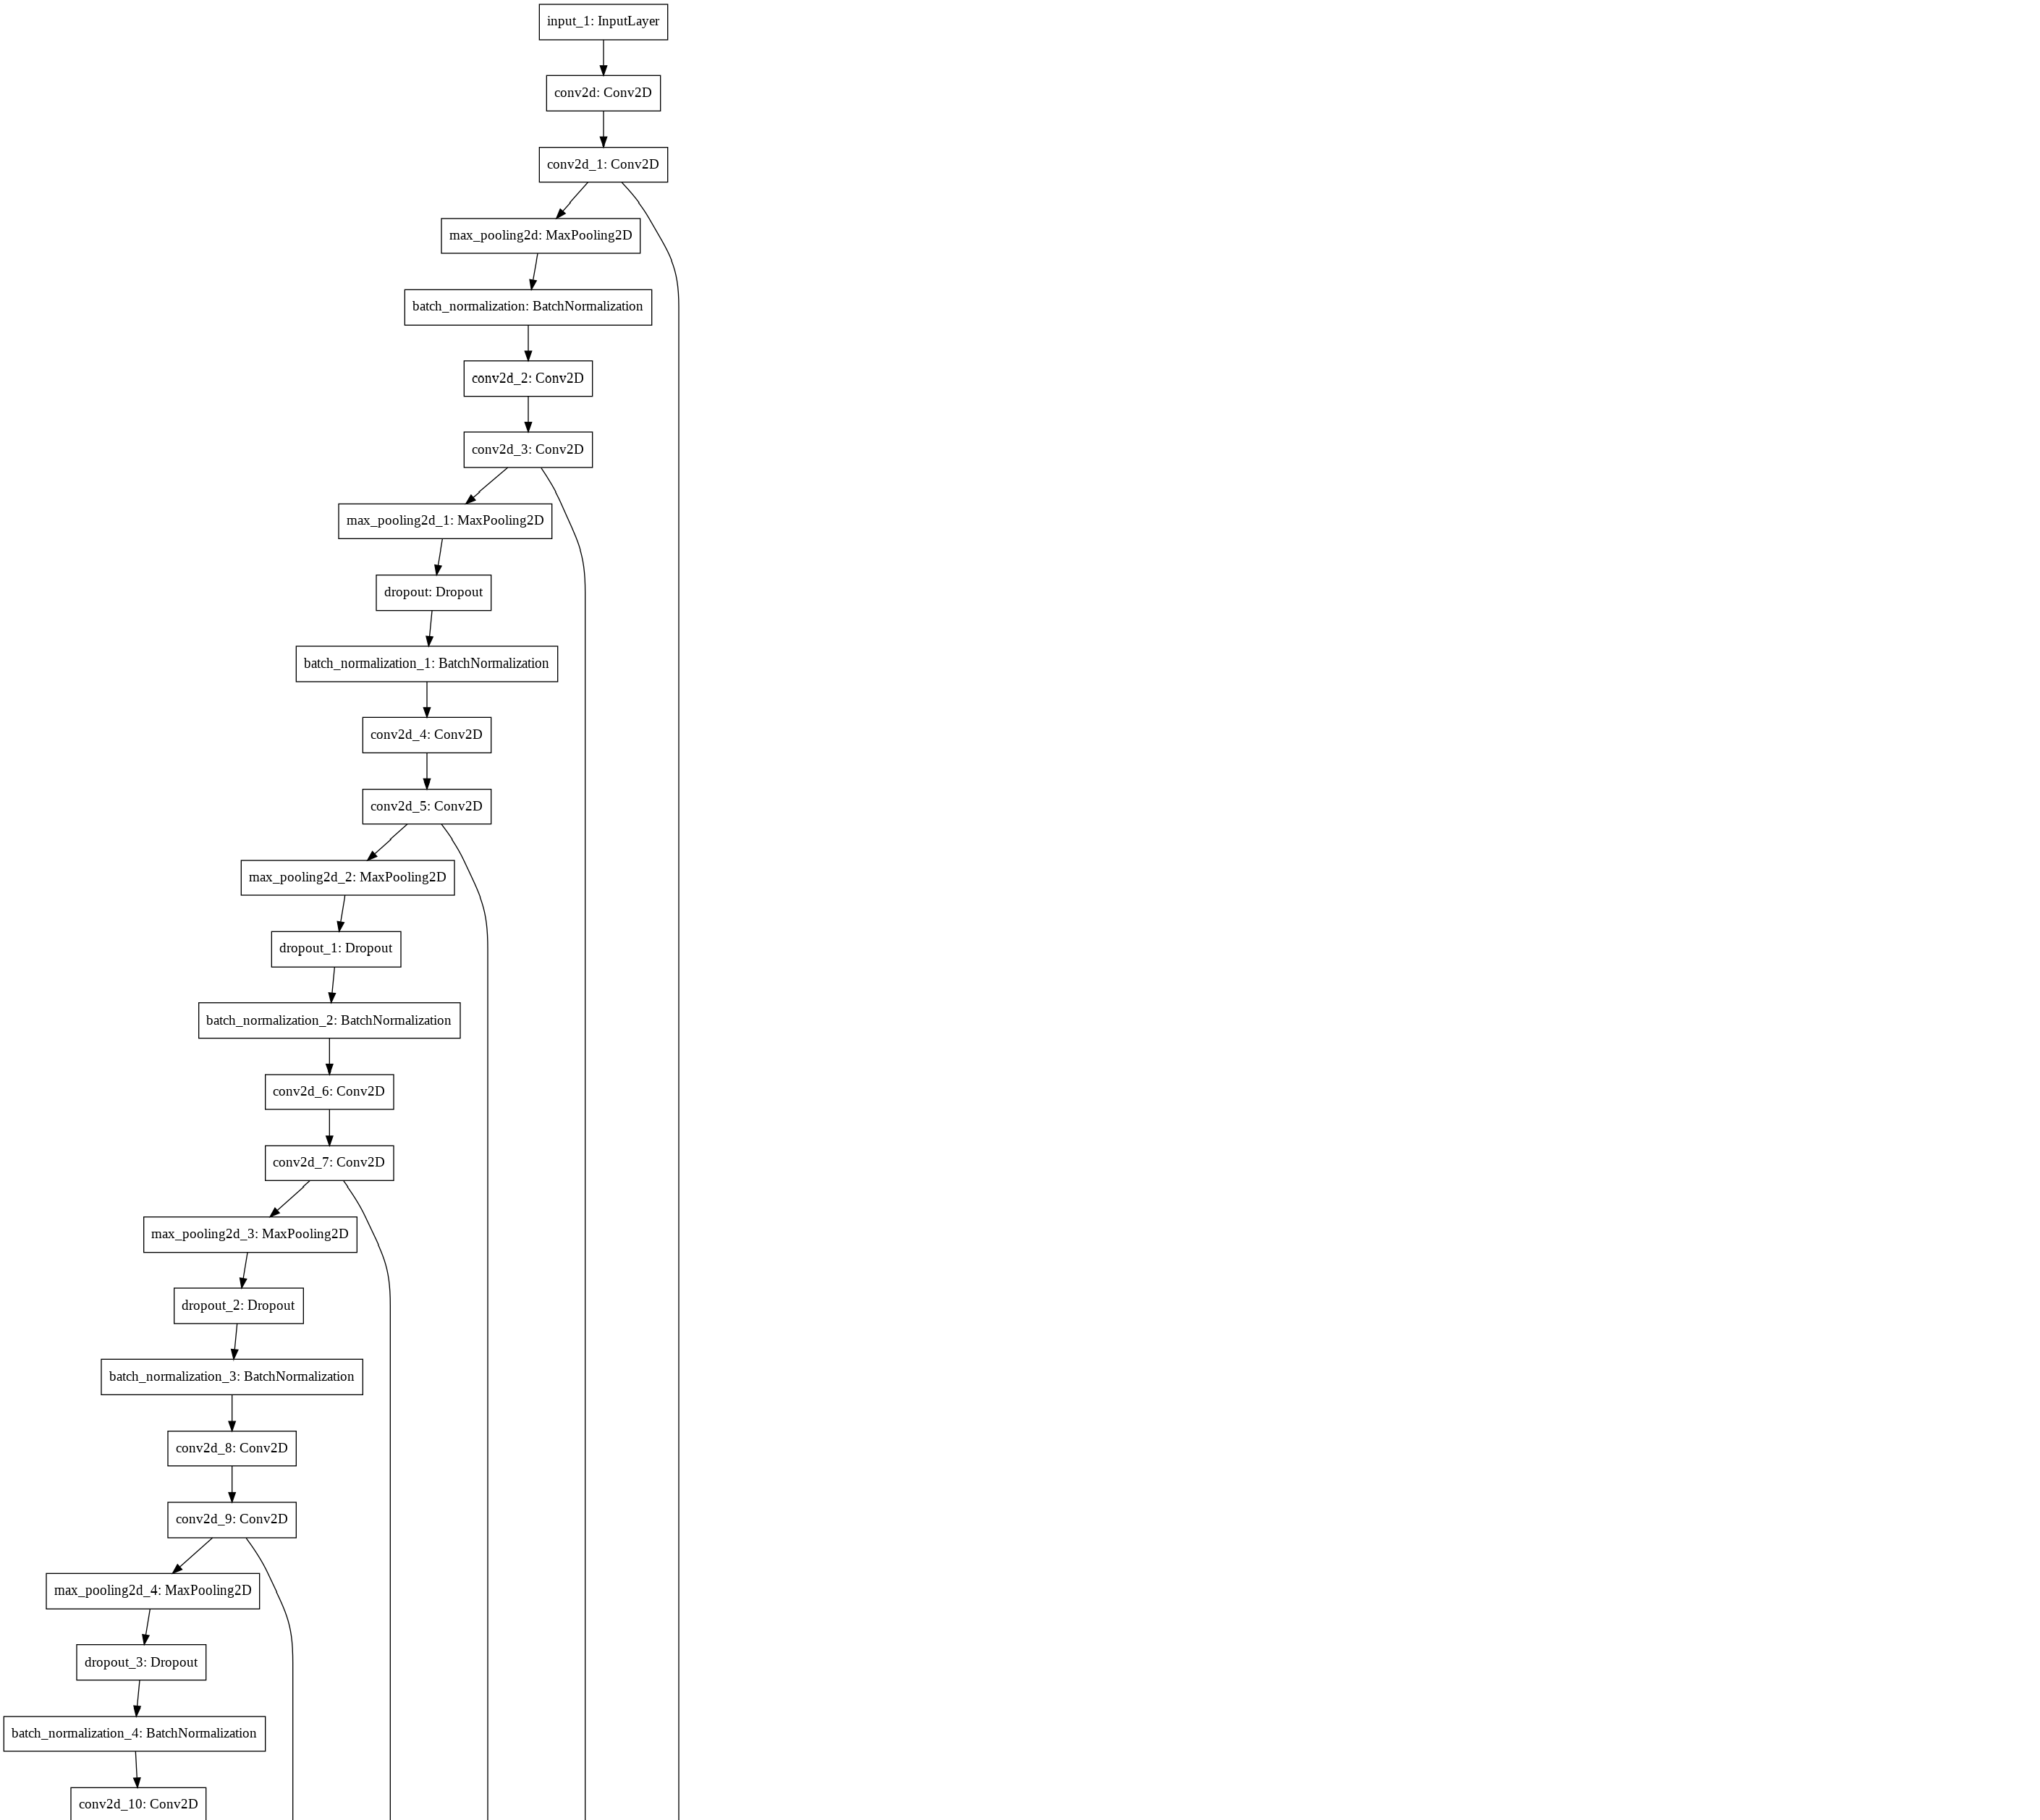 input_1: InputLayer
conv2d: Conv2D
conv2d_1: Conv2D
max_pooling2d: MaxPooling2D
batch_normalization: BatchNormalization
conv2d_2: Conv2D
conv2d_3: Conv2D
max_pooling2d_1: MaxPooling2D
dropout: Dropout
batch_normalization_1: BatchNormalization
conv2d_4: Conv2D
conv2d_5: Conv2D
max_pooling2d_2: MaxPooling2D
dropout_1: Dropout
batch_normalization_2: BatchNormalization
conv2d_6: Conv2D
conv2d_7: Conv2D
max_pooling2d_3: MaxPooling2D
dropout_2: Dropout
batch_normalization_3: BatchNormalization
conv2d_8: Conv2D
conv2d_9: Conv2D
max_pooling2d_4: MaxPooling2D
dropout_3: Dropout
batch_normalization_4: BatchNormalization
conv2d_10: Conv2D